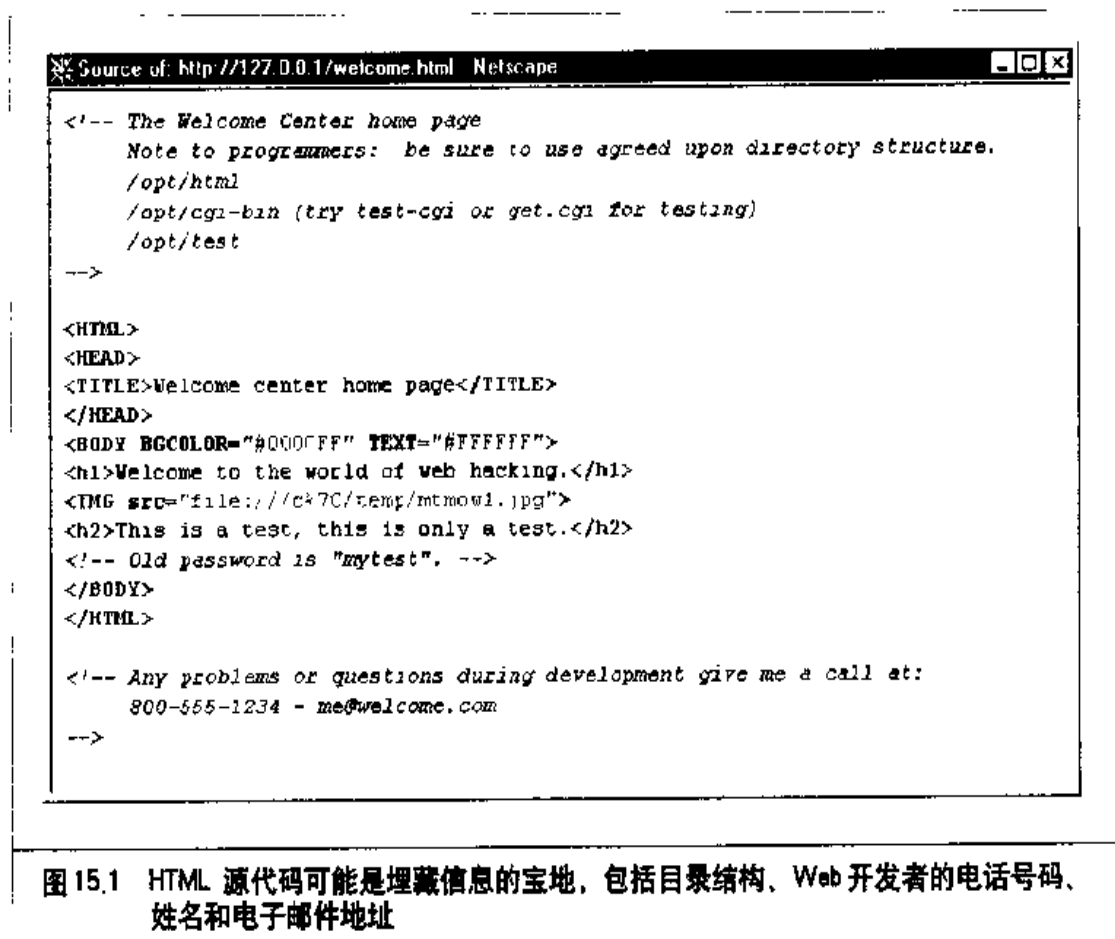 Source of: http://127.0.0.1/welcome.html Netscape
<!-- The Welcome Center home page
Note to programmers: be sure to use agreed upon directory structure.
/opt/html
/opt/cgi-bin (try test-cgi or get.cgi for testing)
/opt/test
-->
<HTML>
<HEAD>
<TITLE>Welcome center home page</TITLE>
</HEAD>
<BODY BGCOLOR="#0000FF" TEXT="#FFFFFF">
<h1>Welcome to the world of web hacking.</h1>
<IMG src="file:///c%7C/temp/mtmow1.jpg">
<h2>This is a test, this is only a test.</h2>
<!-- Old password is "mytest". -->
</BODY>
</HTML>
<!-- Any problems or questions during development give me a call at:
800-555-1234 - me@welcome.com
-->
图15.1 HTML 源代码可能是埋藏信息的宝地，包括目录结构、Web 开发者的电话号码、
姓名和电子邮件地址